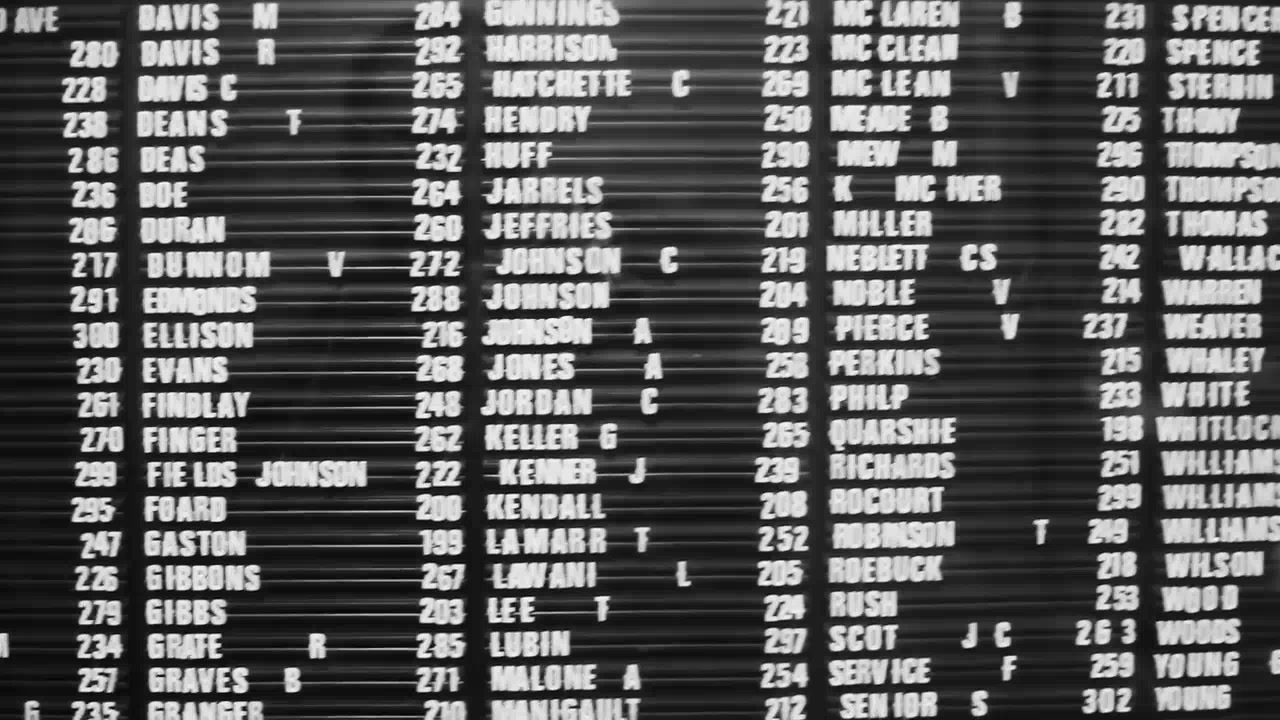 AVE DAVIS M 284 GUNNINGS 221 MC LAREN B 231 SPENCER
280 DAVIS R 292 HARRISON 223 MC CLEAN 220 SPENCE
228 DAVIS C 265 HATCHETTE C 269 MC LEAN V 211
238 DEANS T 274 HENDRY 250 MEADE B 225 THONY
286 DEAS 232 HUFF 290 MEW M 296 THOMPSO
236 DOE 264 JARRELS 256 K MC IVER 290 THOMPSO
206 DURAN 260 JEFFRIES 201 MILLER 282 THOMAS
217 BUNNOM V 272 JOHNSON C 219 NEBLETT CS 242 WALLAC
291 EDMONDS 288 JOHNSON 204 NOBLE V 214 WARREN
300 ELLISON 216 JOHNSON A 209 PIERCE V 237 WEAVER
230 EVANS 268 JONES A 258 PERKINS 215 WHALEY
261 FINDLAY 248 JORDAN C 283 PHILP 233 WHITE
270 FINGER 262 KELLER G 265 QUARSHIE 198 WHITLOC
299 FIELDS JOHNSON 222 KENNER J 239 RICHARDS 251 WILLIAMS
295 FOARD 200 KENDALL 208 ROCOURT 299 WILLIAM
247 GASTON 199 LAMARR T 252 ROBINSON T 249 WILLIAMS
226 GIBBONS 267 LAWANI L 205 ROEBUCK 218 WILSON
279 GIBBS 203 LEE T 224 RUSH 253 WOOD
234 GRATE R 285 LUBIN 297 SCOT J C 263 WOODS
257 GRAVES B 271 MALONE A 254 SERVICE F 259 YOUNG
G 235 GRANGER 210 MANIGAULT 212 SENIOR S 302 YOUNG